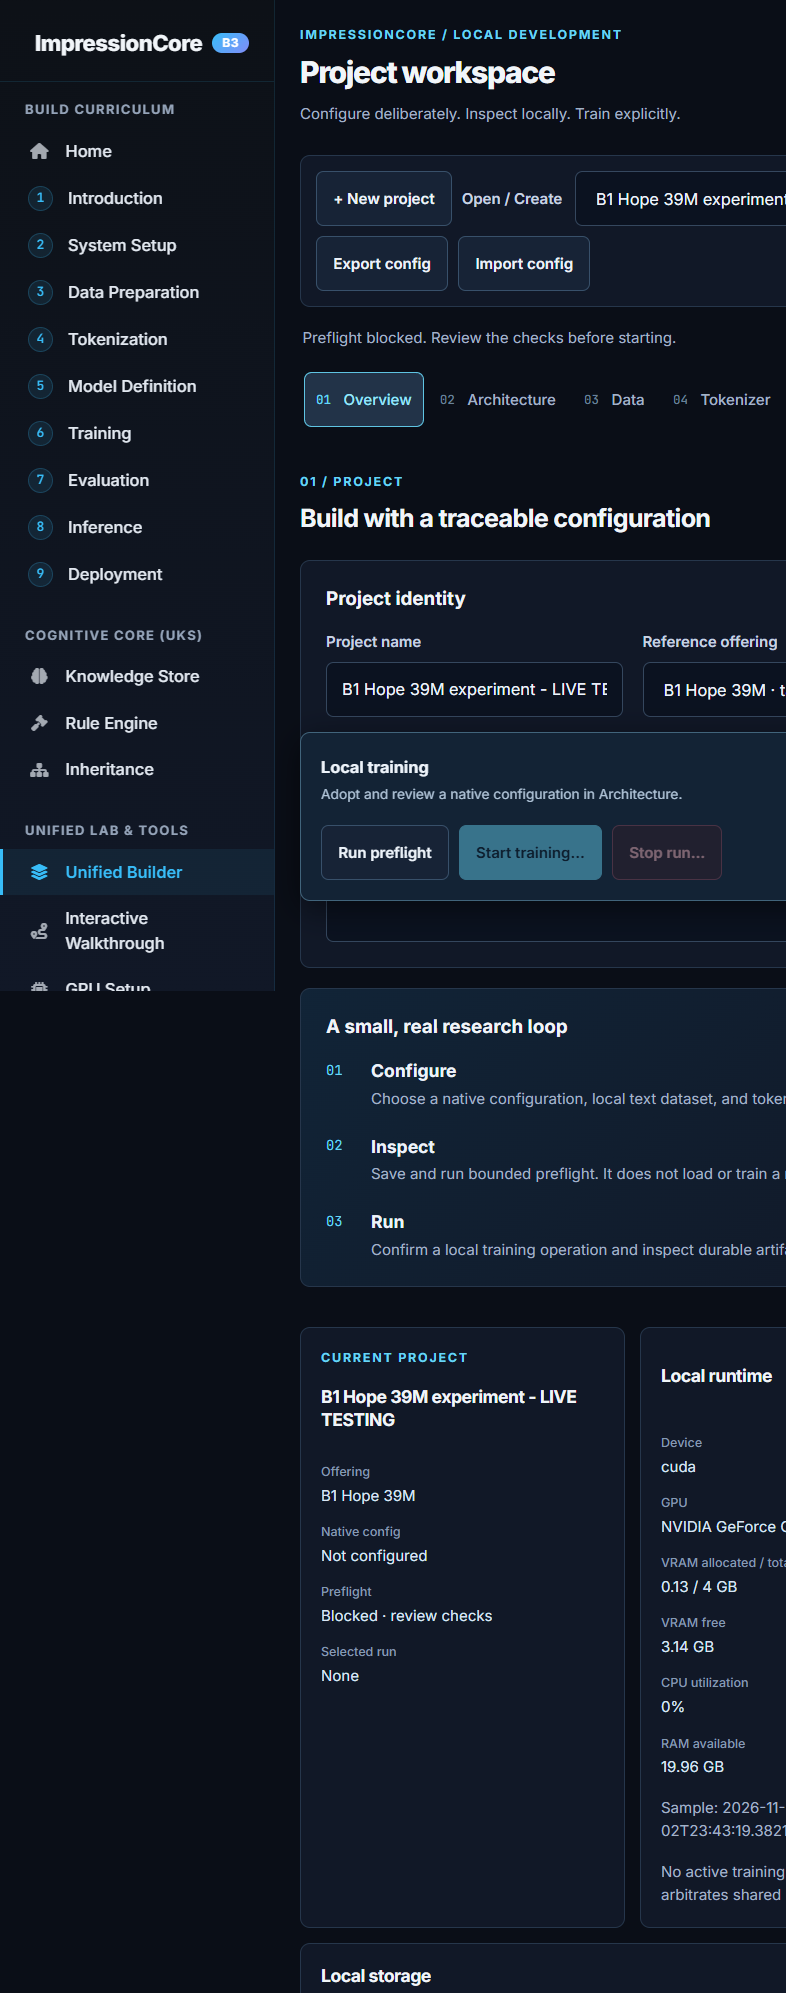 ImpressionCore B3
BUILD CURRICULUM
Home
1 Introduction
2 System Setup
3 Data Preparation
4 Tokenization
5 Model Definition
6 Training
7 Evaluation
8 Inference
9 Deployment
COGNITIVE CORE (UKS)
Knowledge Store
Rule Engine
Inheritance
UNIFIED LAB & TOOLS
Unified Builder
Interactive
Walkthrough
GPU Setup
IMPRESSIONCORE / LOCAL DEVELOPMENT
Project workspace
Configure deliberately. Inspect locally. Train explicitly.
+ New project Open / Create B1 Hope 39M experiment
Export config Import config
Preflight blocked. Review the checks before starting.
01 Overview 02 Architecture 03 Data 04 Tokenizer
01 / PROJECT
Build with a traceable configuration
Project identity
Project name Reference offering
B1 Hope 39M experiment - LIVE TE B1 Hope 39M · t
Local training
Adopt and review a native configuration in Architecture.
Run preflight Start training... Stop run...
A small, real research loop
01 Configure
Choose a native configuration, local text dataset, and token
02 Inspect
Save and run bounded preflight. It does not load or train a
03 Run
Confirm a local training operation and inspect durable artif
CURRENT PROJECT
B1 Hope 39M experiment - LIVE
TESTING
Offering
B1 Hope 39M
Native config
Not configured
Preflight
Blocked · review checks
Selected run
None
Local runtime
Device
cuda
GPU
NVIDIA GeForce
VRAM allocated / tota
0.13 / 4 GB
VRAM free
3.14 GB
CPU utilization
0%
RAM available
19.96 GB
Sample: 2026-11-
02T23:43:19.3821
No active training
arbitrates shared
Local storage